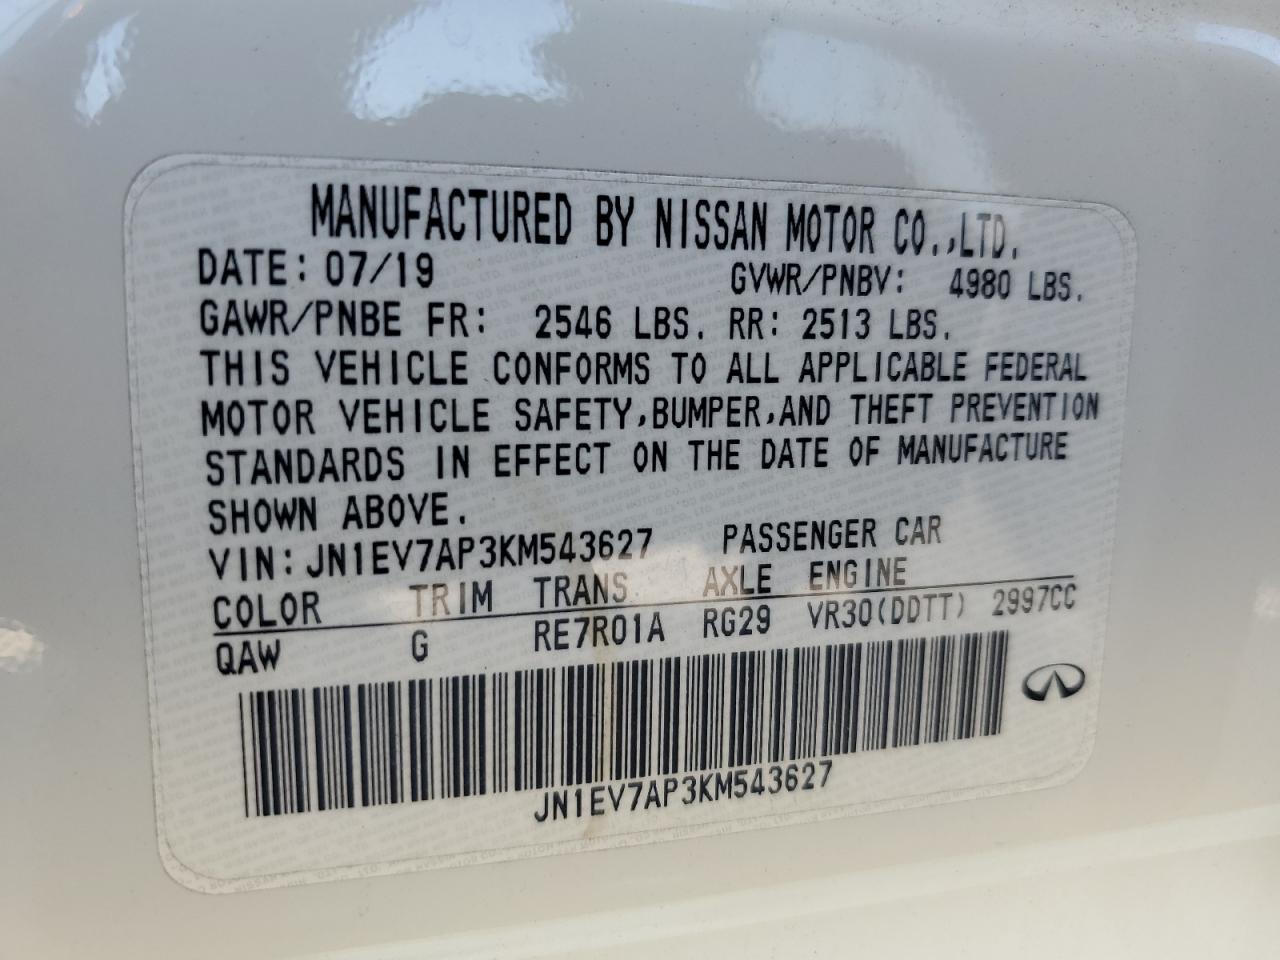 MANUFACTURED BY NISSAN MOTOR CO.,LTD.
DATE: 07/19 GVWR/PNBV: 4980 LBS.
GAWR/PNBE FR: 2546 LBS. RR: 2513 LBS.
THIS VEHICLE CONFORMS TO ALL APPLICABLE FEDERAL
MOTOR VEHICLE SAFETY,BUMPER,AND THEFT PREVENTION
STANDARDS IN EFFECT ON THE DATE OF MANUFACTURE
SHOWN ABOVE.
VIN: JN1EV7AP3KM543627 PASSENGER CAR
COLOR TRIM TRANS AXLE ENGINE
QAW G RE7R01A RG29 VR30(DDTT) 2997CC
JN1EV7AP3KM543627